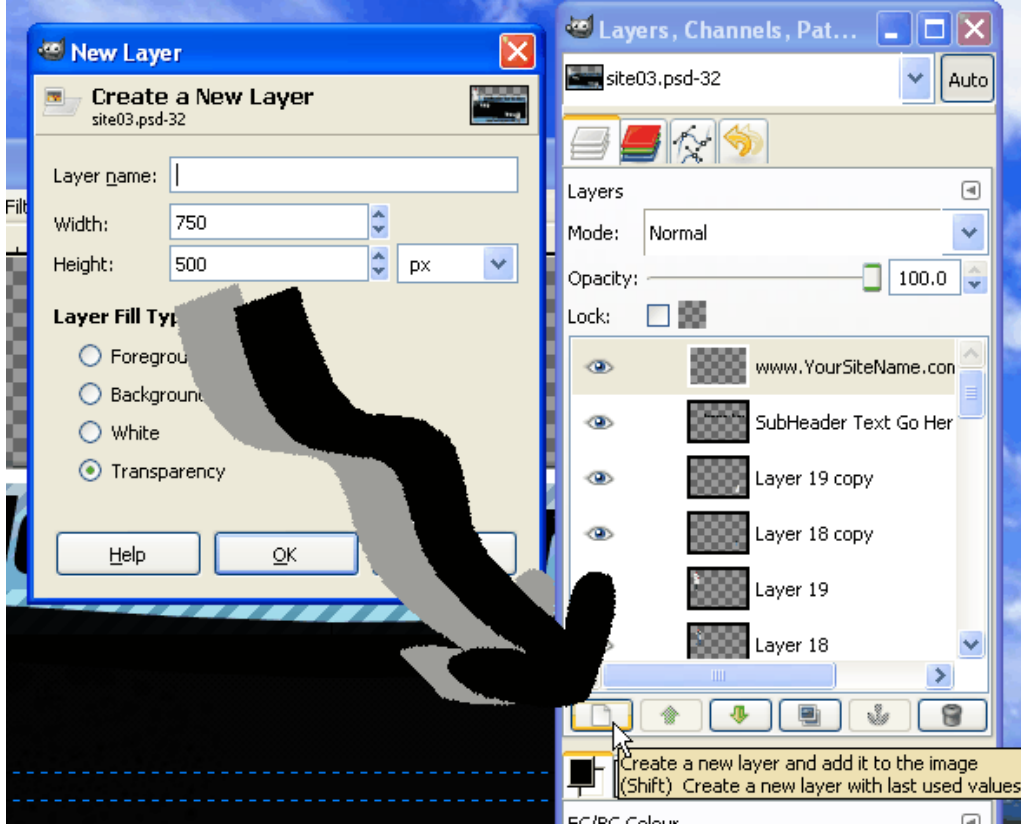 New Layer
Create a New Layer
site03.psd-32
Layer name:
Width: 750
Height: 500 px
Layer Fill Ty
Foregrou
Backgroun
White
Transparency
Help OK
Filt
Layers, Channels, Pat...
site03.psd-32 Auto
Layers
Mode: Normal
Opacity: 100.0
Lock:
www.YourSiteName.con
SubHeader Text Go Her
Layer 19 copy
Layer 18 copy
Layer 19
Layer 18
Create a new layer and add it to the image
(Shift) Create a new layer with last used values
FG/BG Colour